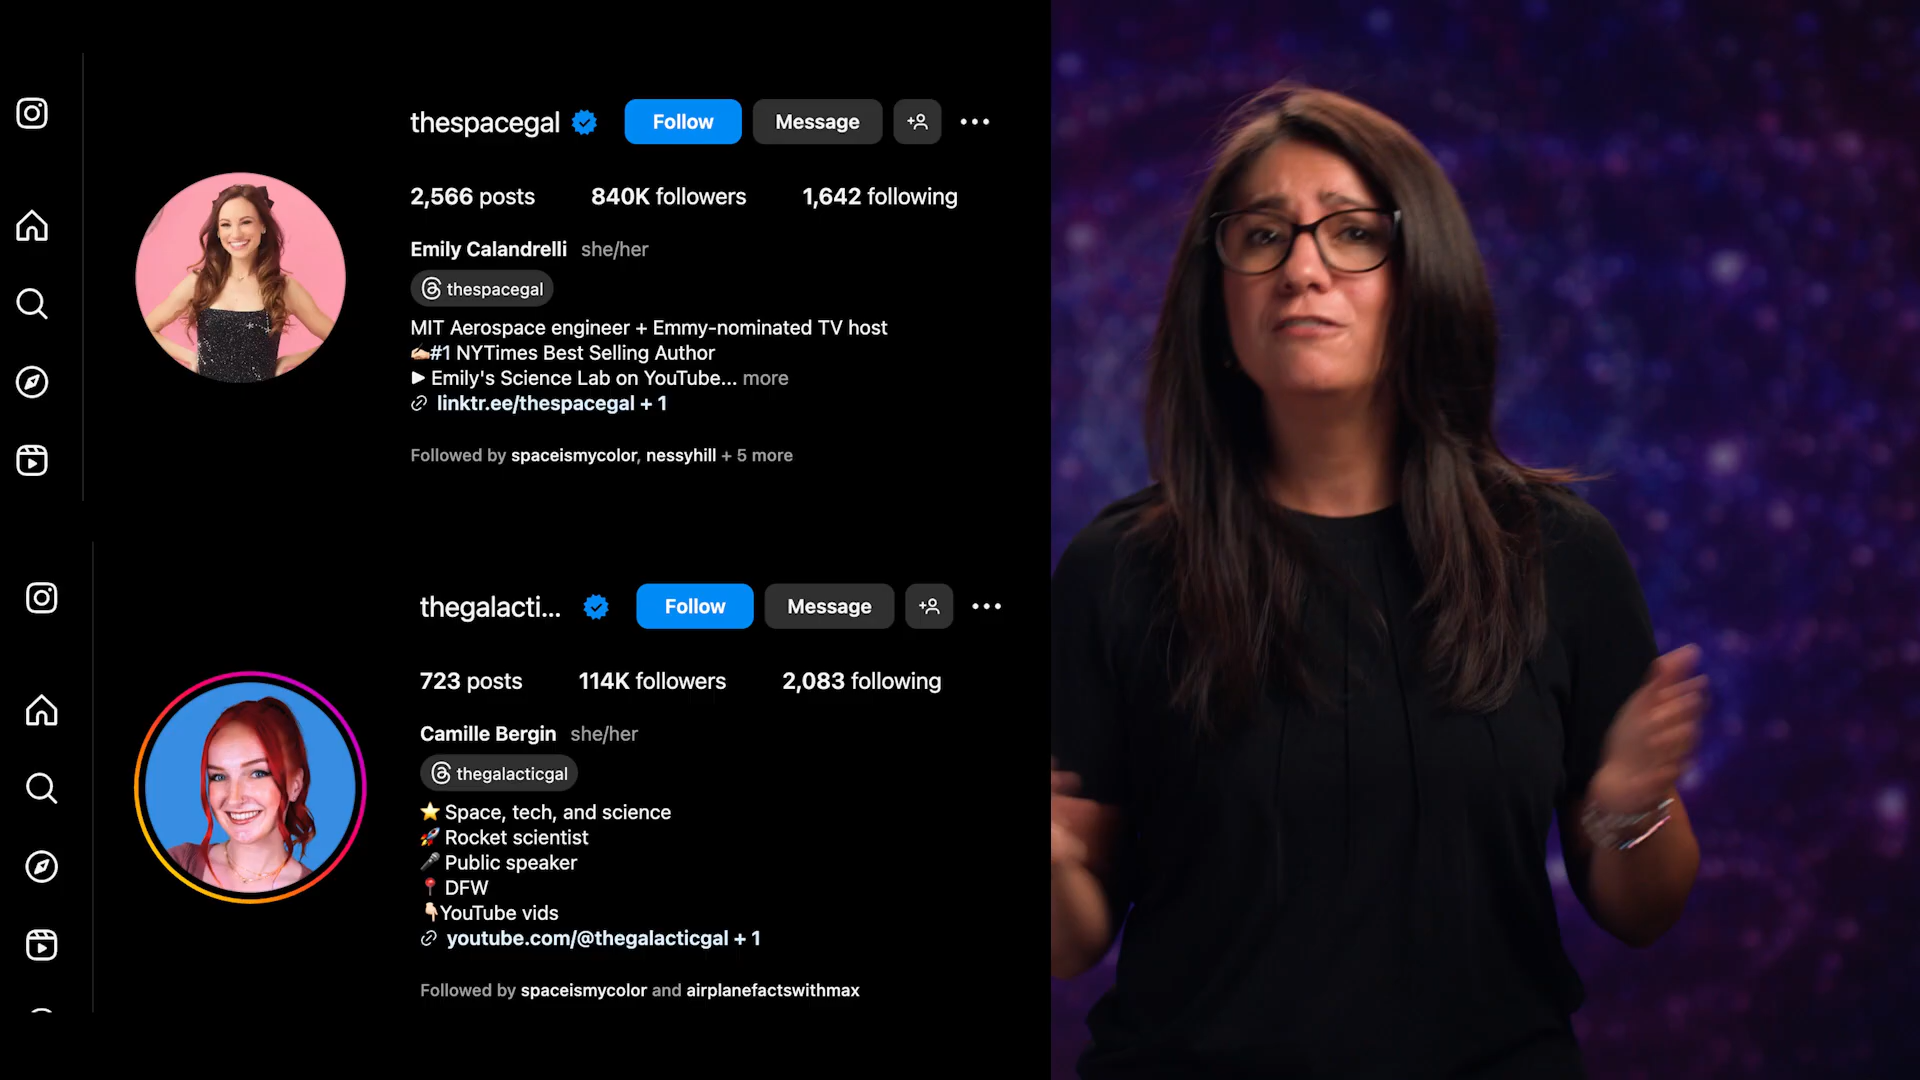 thespacegal Follow Message
2,566 posts 840K followers 1,642 following
Emily Calandrelli she/her
thespacegal
MIT Aerospace engineer + Emmy-nominated TV host
✍🏻#1 NYTimes Best Selling Author
▶ Emily's Science Lab on YouTube... more
linktr.ee/thespacegal + 1
Followed by spaceismycolor, nessyhill + 5 more
thegalacti... Follow Message
723 posts 114K followers 2,083 following
Camille Bergin she/her
thegalacticgal
⭐ Space, tech, and science
🚀 Rocket scientist
🎤 Public speaker
📍 DFW
👇🏻YouTube vids
youtube.com/@thegalacticgal + 1
Followed by spaceismycolor and airplanefactswithmax